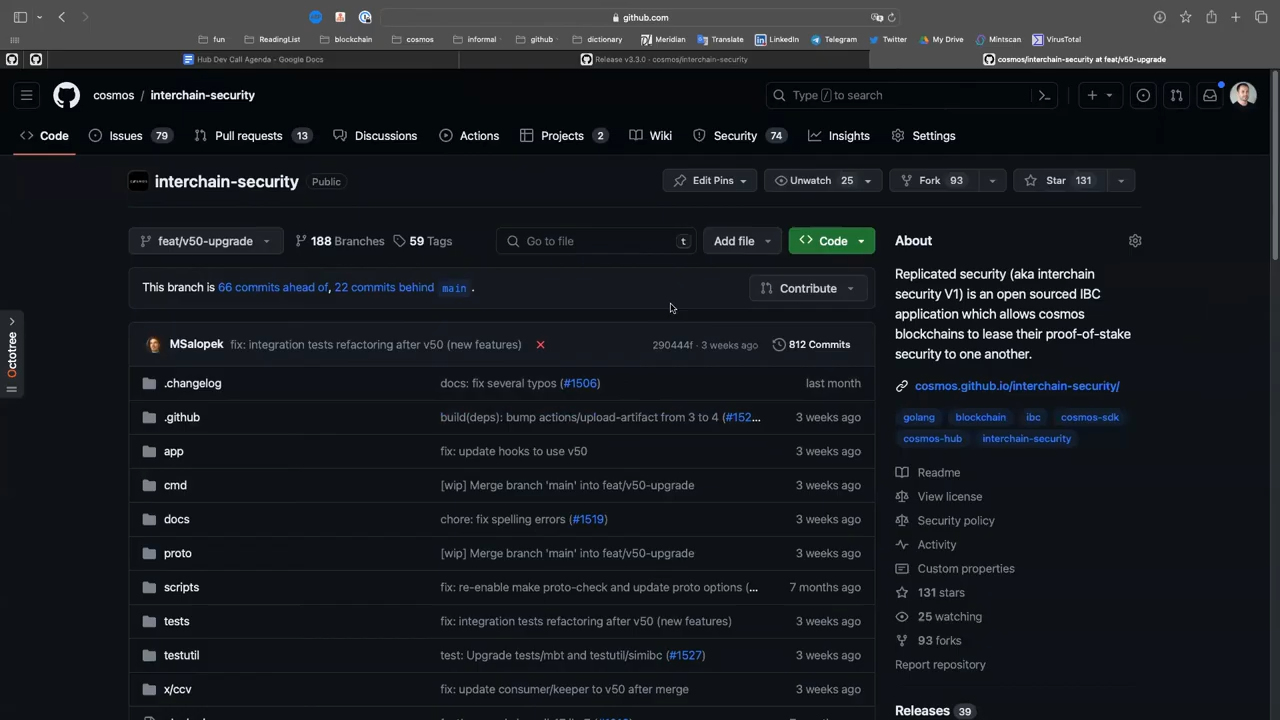 github.com
fun
ReadingList
blockchain
cosmos
informal
github
dictionary
Meridian
Translate
LinkedIn
Telegram
Twitter
My Drive
Mintscan
VirusTotal
Hub Dev Call Agenda - Google Docs
Release v3.3.0 · cosmos/interchain-security
cosmos/interchain-security at feat/v50-upgrade
cosmos / interchain-security
Type / to search
Code
Issues 79
Pull requests 13
Discussions
Actions
Projects 2
Wiki
Security 74
Insights
Settings
interchain-security Public
Edit Pins
Unwatch 25
Fork 93
Star 131
feat/v50-upgrade
188 Branches
59 Tags
Go to file t
Add file
Code
This branch is 66 commits ahead of, 22 commits behind main .
Contribute
MSalopek fix: integration tests refactoring after v50 (new features) 290444f · 3 weeks ago 812 Commits
.changelog docs: fix several typos (#1506) last month
.github build(deps): bump actions/upload-artifact from 3 to 4 (#152... 3 weeks ago
app fix: update hooks to use v50 3 weeks ago
cmd [wip] Merge branch 'main' into feat/v50-upgrade 3 weeks ago
docs chore: fix spelling errors (#1519) 3 weeks ago
proto [wip] Merge branch 'main' into feat/v50-upgrade 3 weeks ago
scripts fix: re-enable make proto-check and update proto options (... 7 months ago
tests fix: integration tests refactoring after v50 (new features) 3 weeks ago
testutil test: Upgrade tests/mbt and testutil/simibc (#1527) 3 weeks ago
x/ccv fix: update consumer/keeper to v50 after merge 3 weeks ago
About
Replicated security (aka interchain
security V1) is an open sourced IBC
application which allows cosmos
blockchains to lease their proof-of-stake
security to one another.
cosmos.github.io/interchain-security/
golang
blockchain
ibc
cosmos-sdk
cosmos-hub
interchain-security
Readme
View license
Security policy
Activity
Custom properties
131 stars
25 watching
93 forks
Report repository
Releases 39
Octotree